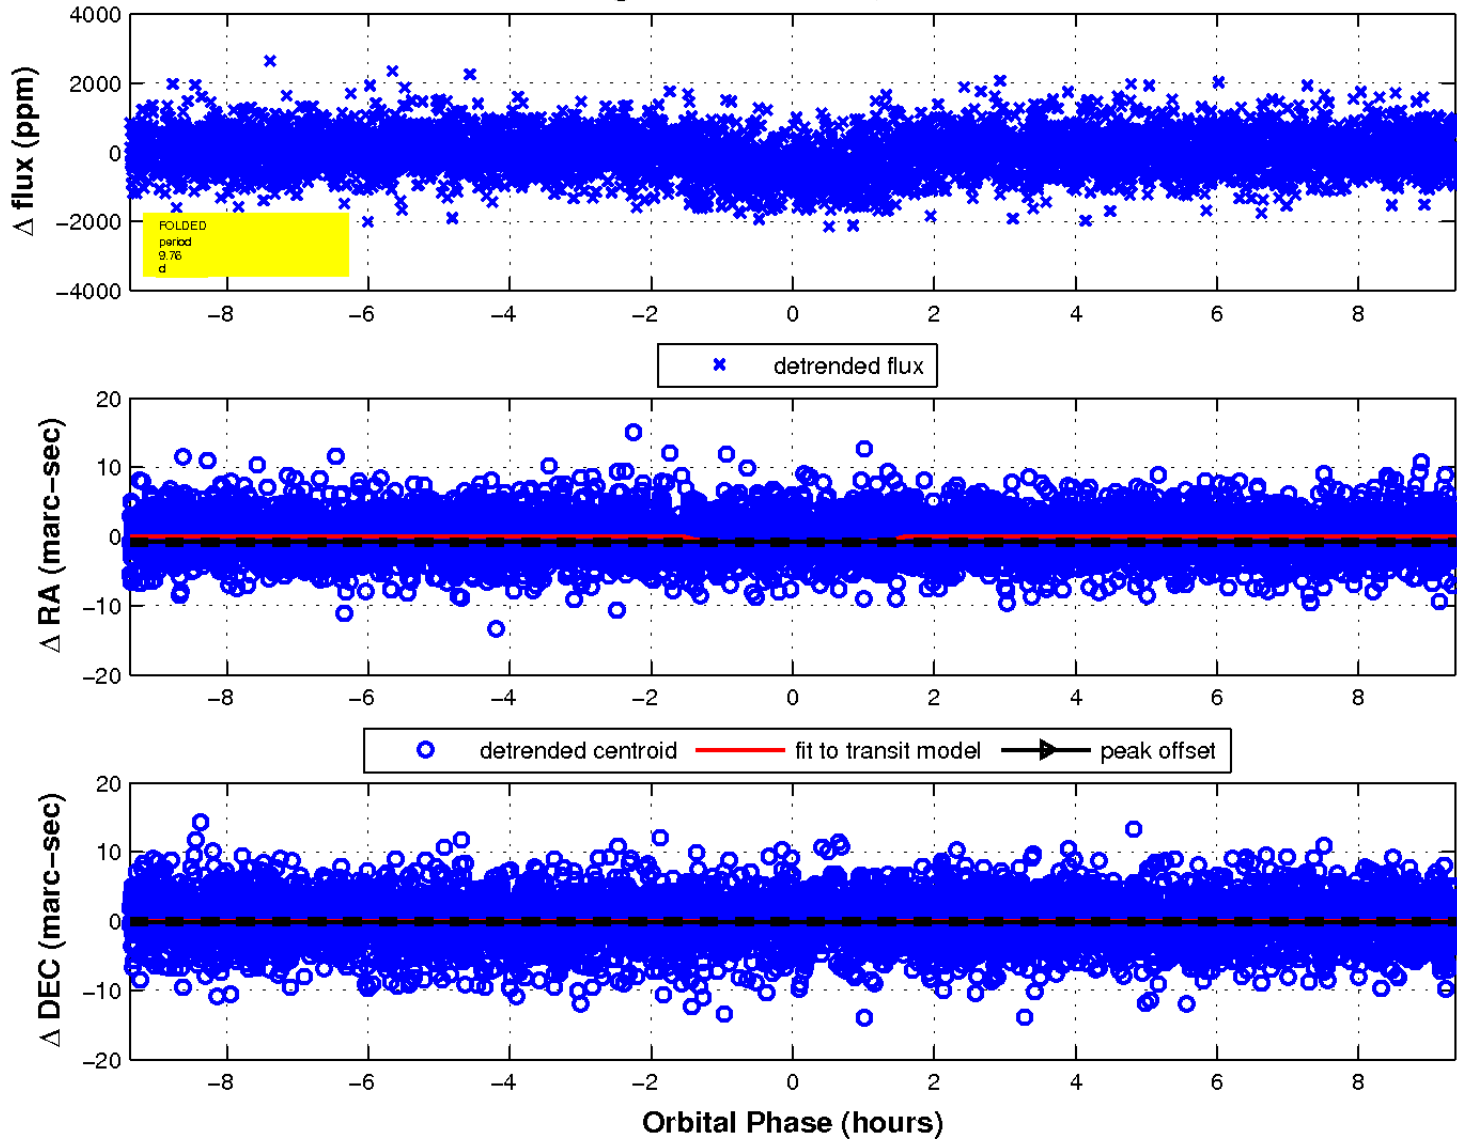 4000
2000
0
−2000
−4000
Δ flux (ppm)
FOLDED
period
9.76
d
−8 −6 −4 −2 0 2 4 6 8
detrended flux
20
10
0
−10
−20
Δ RA (marc−sec)
−8 −6 −4 −2 0 2 4 6 8
detrended centroid fit to transit model peak offset
20
10
0
−10
−20
Δ DEC (marc−sec)
−8 −6 −4 −2 0 2 4 6 8
Orbital Phase (hours)